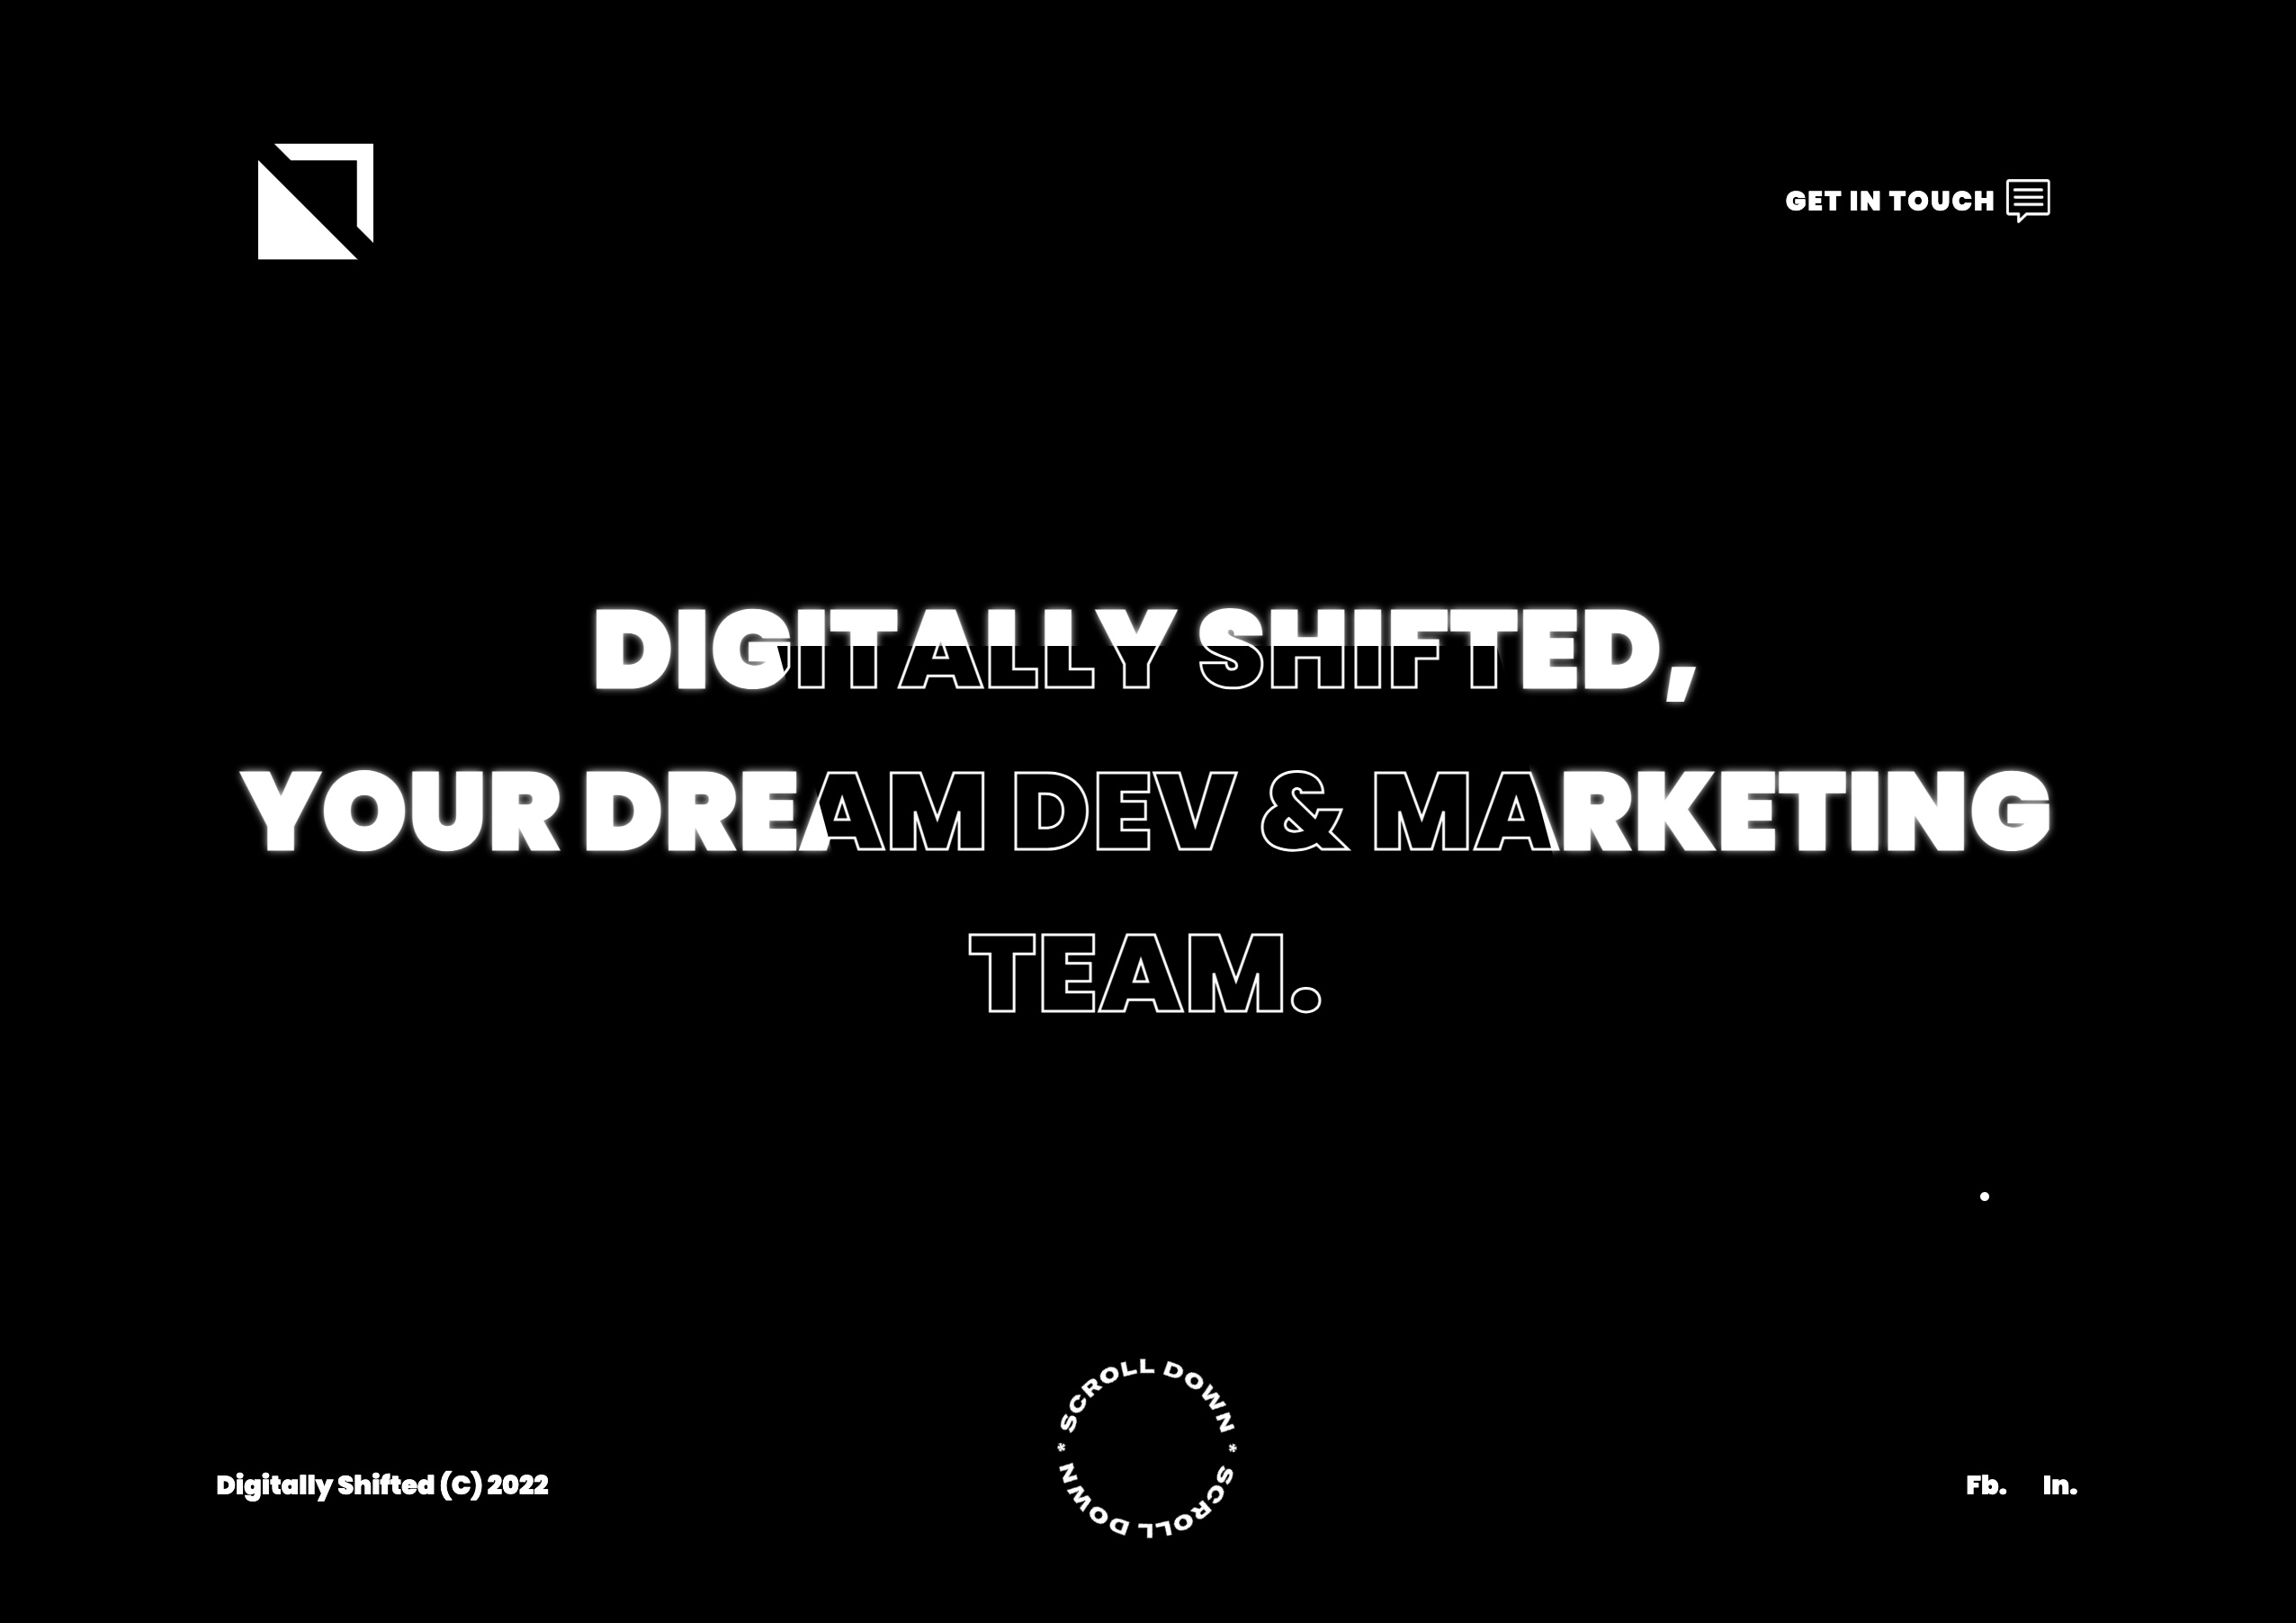 GET IN TOUCH
DIGITALLY SHIFTED,
YOUR DREAM DEV & MARKETING
TEAM.
* SCROLL DOWN * SCROLL DOWN
Digitally Shifted (C) 2022
Fb. In.